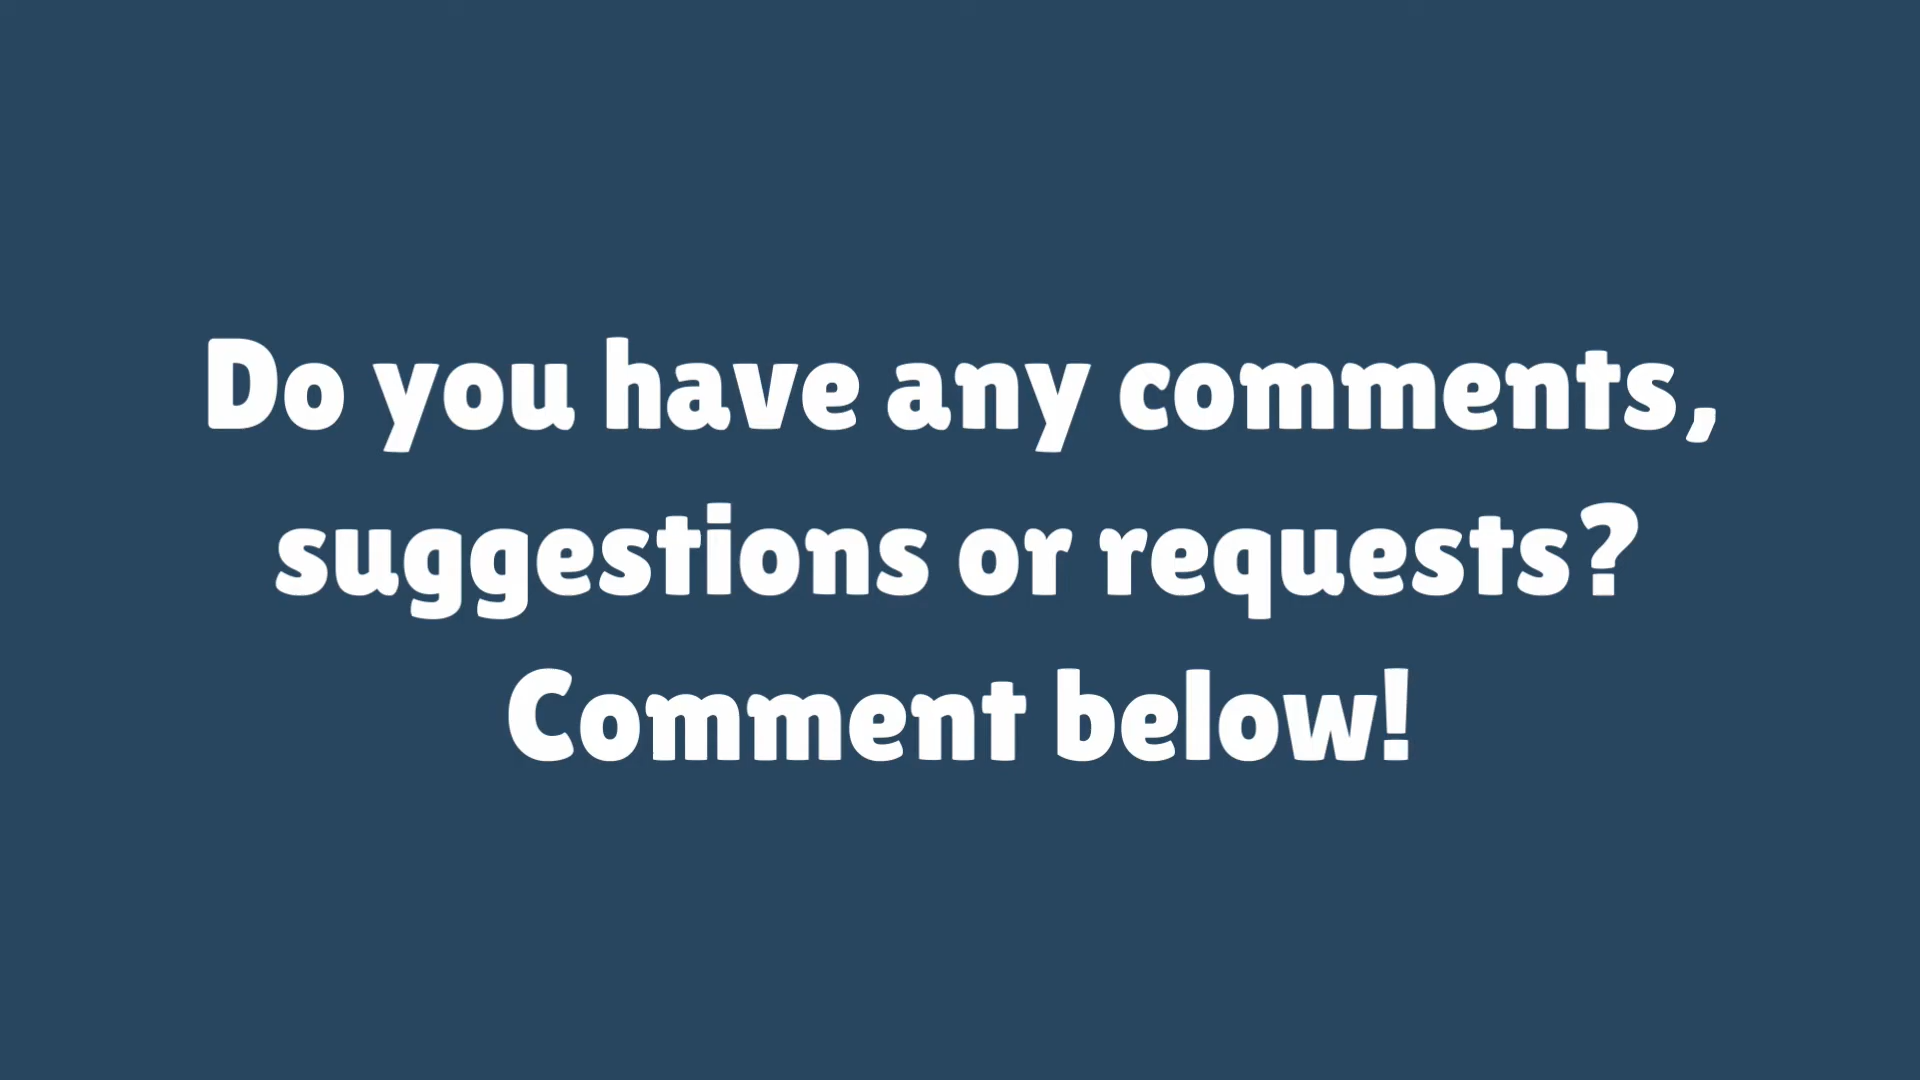 Do you have any comments,
suggestions or requests?
Comment below!